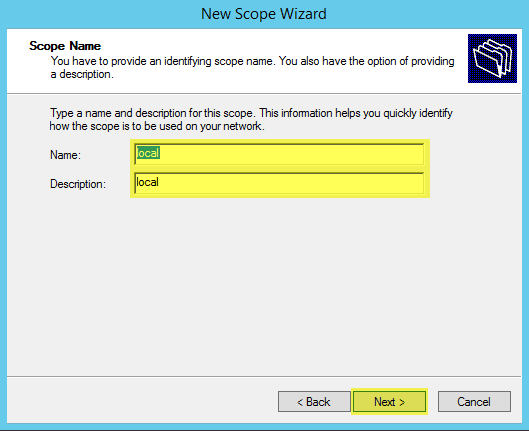 New Scope Wizard
Scope Name
You have to provide an identifying scope name. You also have the option of providing
a description.
Type a name and description for this scope. This information helps you quickly identify
how the scope is to be used on your network.
Name: local
Description: local
< Back Next > Cancel